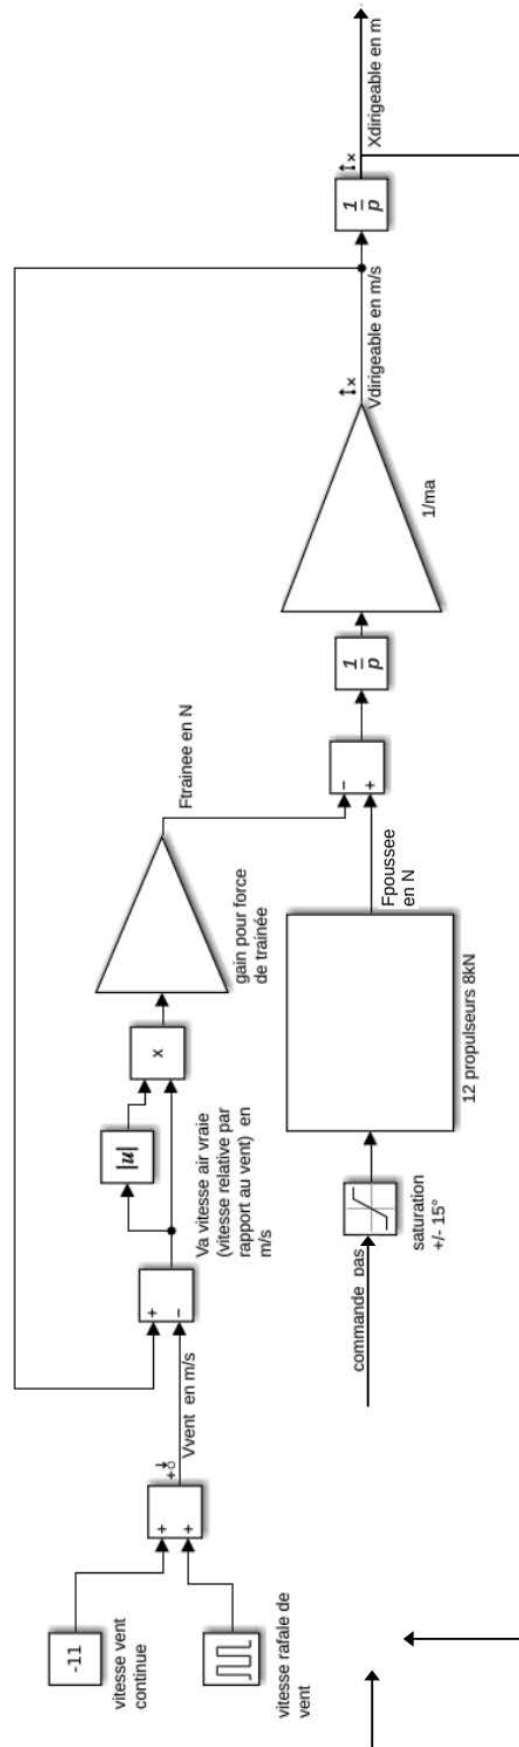 -11
vitesse vent
continue
vitesse rafale de
vent
+
+
Vvent en m/s
+
−
Va vitesse air vraie
(vitesse relative par
rapport au vent) en
m/s
|u|
x
gain pour force
de trainée
Ftrainee en N
commande pas
saturation
+/- 15°
12 propulseurs 8kN
Fpoussee
en N
−
+
1
p
1/ma
Vdirigeable en m/s
1
p
Xdirigeable en m